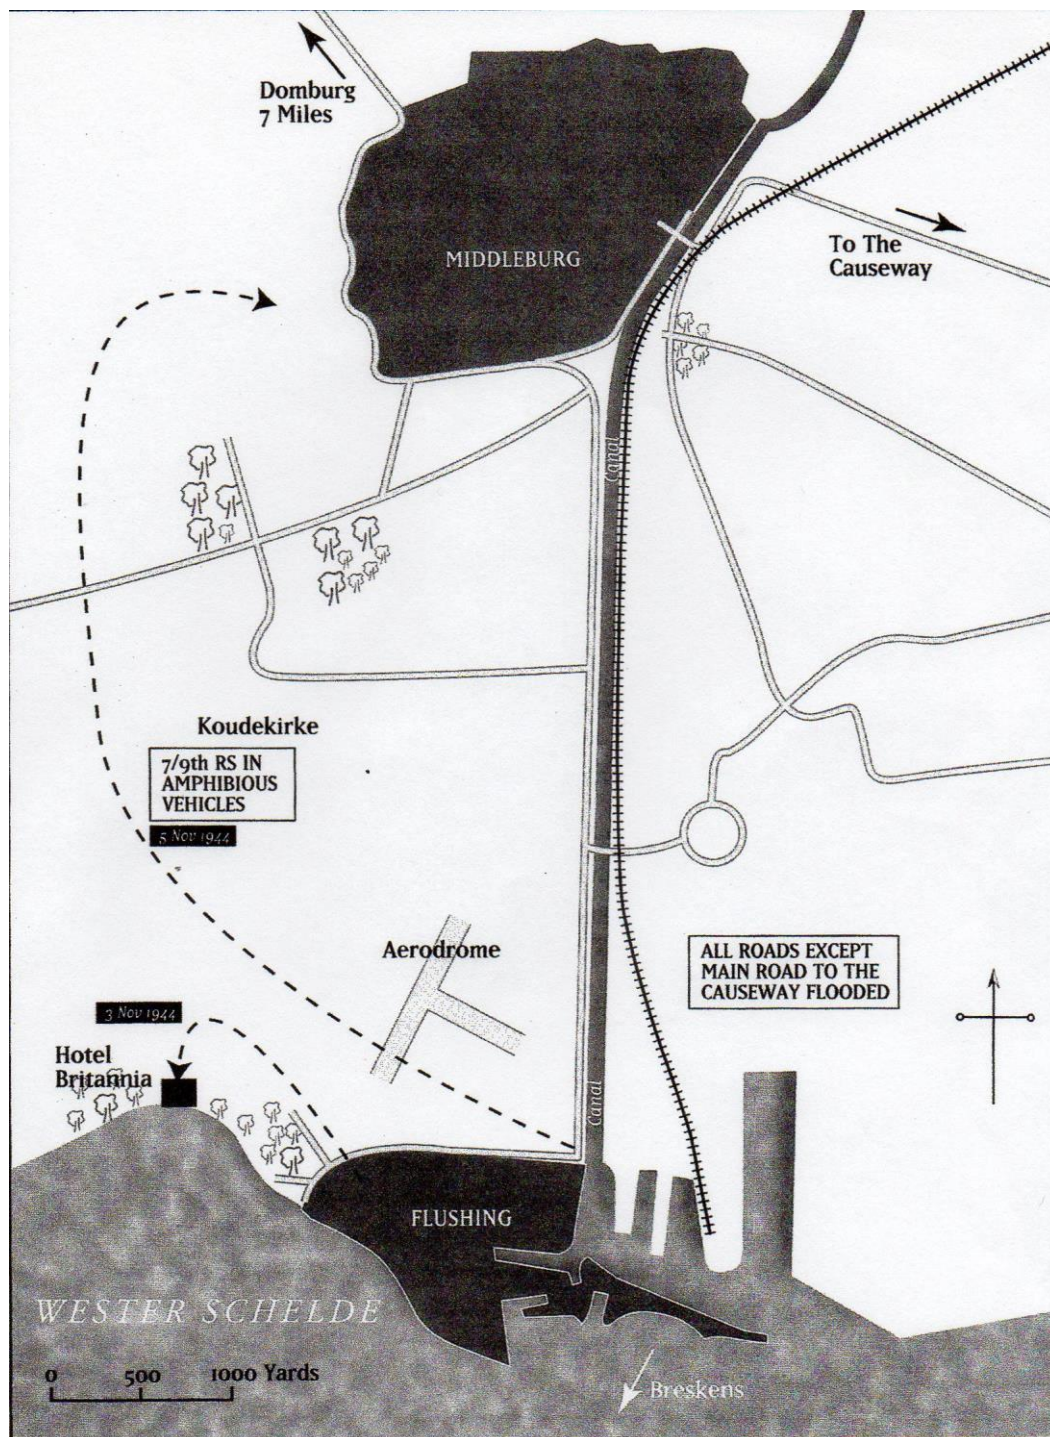 Domburg
7 Miles
MIDDLEBURG
To The
Causeway
Canal
Koudekirke
7/9th RS IN
AMPHIBIOUS
VEHICLES
5 Nov 1944
Aerodrome
ALL ROADS EXCEPT
MAIN ROAD TO THE
CAUSEWAY FLOODED
3 Nov 1944
Hotel
Britannia
Canal
FLUSHING
WESTER SCHELDE
0 500 1000 Yards
Breskens